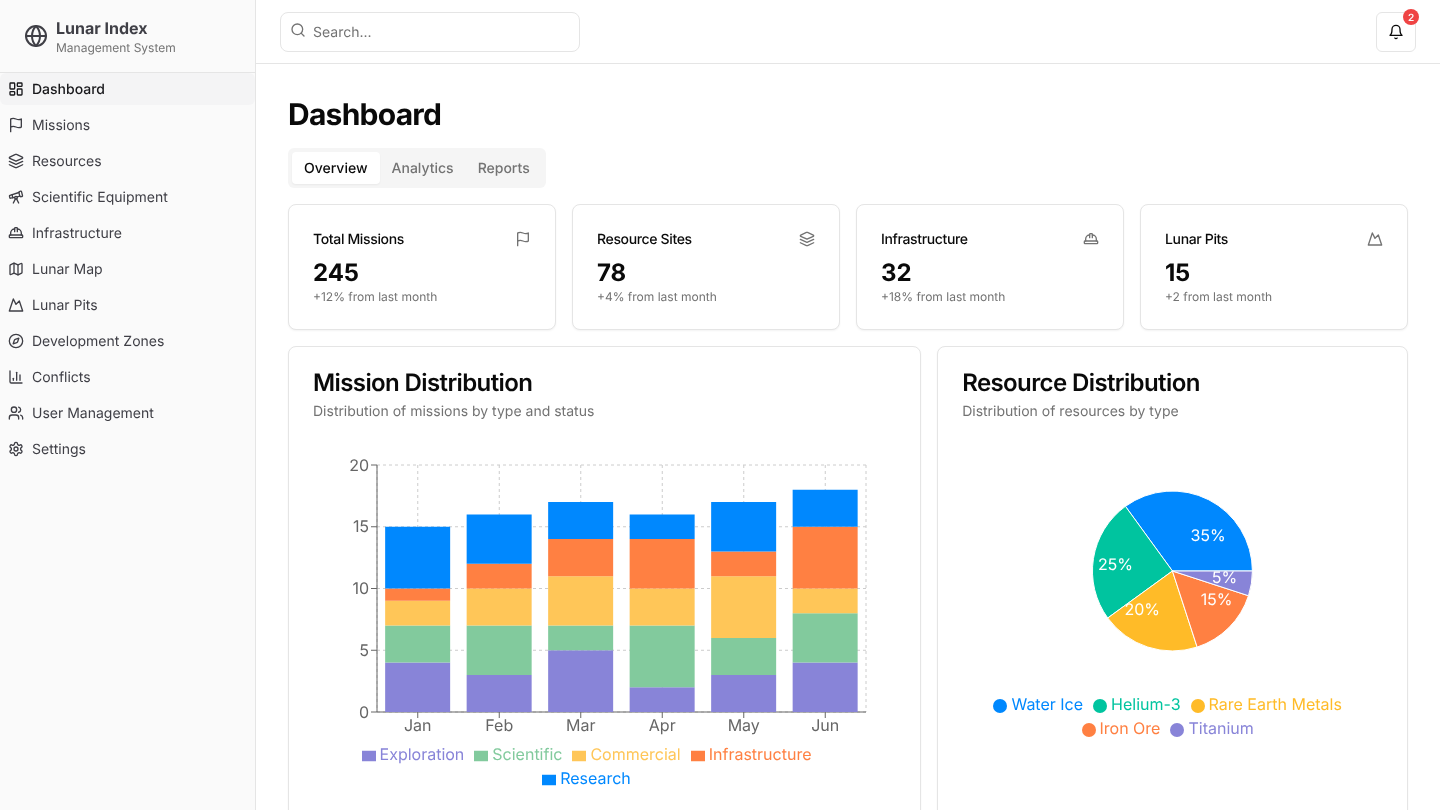 Lunar Index
Management System
Search...
2
Dashboard
Missions
Resources
Scientific Equipment
Infrastructure
Lunar Map
Lunar Pits
Development Zones
Conflicts
User Management
Settings
Dashboard
Overview Analytics Reports
Total Missions
245
+12% from last month
Resource Sites
78
+4% from last month
Infrastructure
32
+18% from last month
Lunar Pits
15
+2 from last month
Mission Distribution
Distribution of missions by type and status
20
15
10
5
0
Jan Feb Mar Apr May Jun
Exploration Scientific Commercial Infrastructure
Research
Resource Distribution
Distribution of resources by type
35%
25%
5%
15%
20%
Water Ice Helium-3 Rare Earth Metals
Iron Ore Titanium